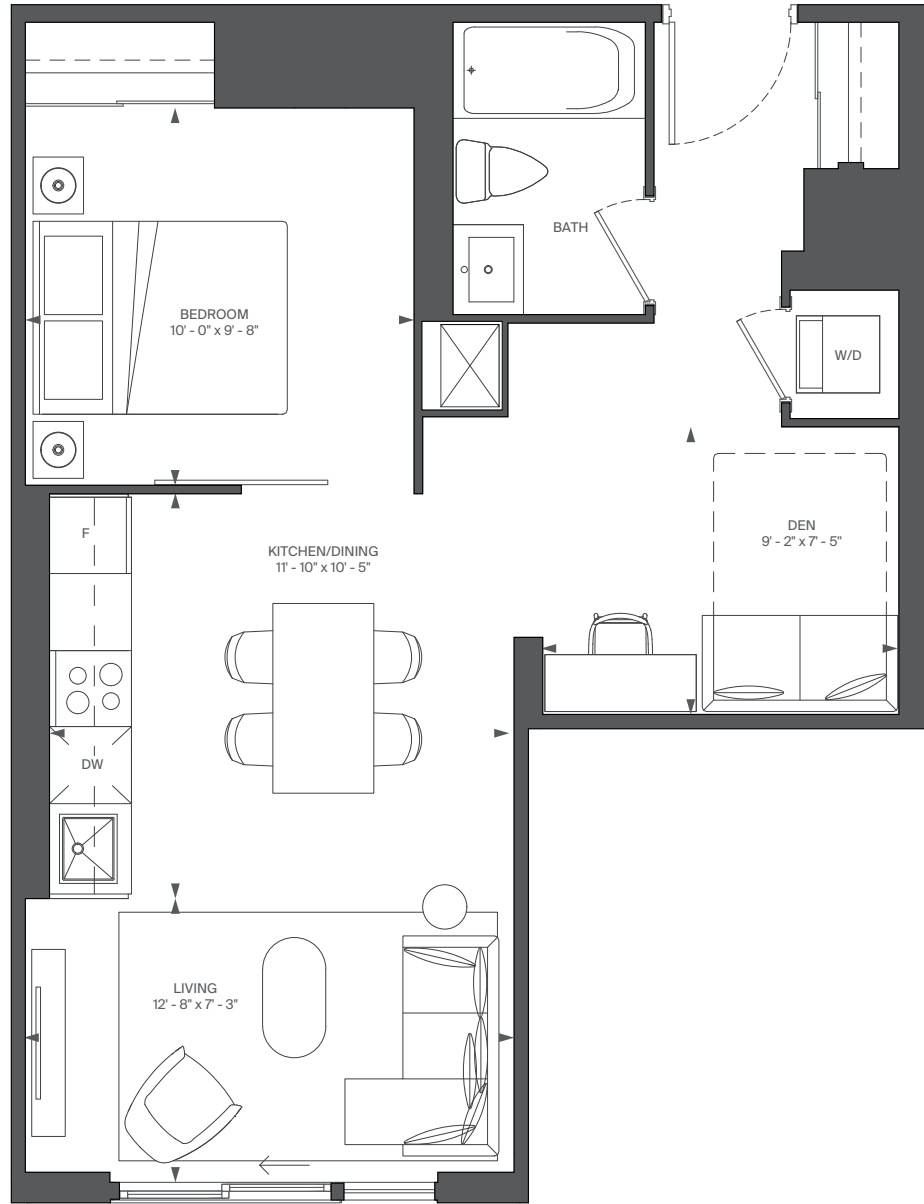 BATH
BEDROOM
10' - 0" x 9' - 8"
W/D
F
KITCHEN/DINING
11' - 10" x 10' - 5"
DEN
9' - 2" x 7' - 5"
DW
LIVING
12' - 8" x 7' - 3"